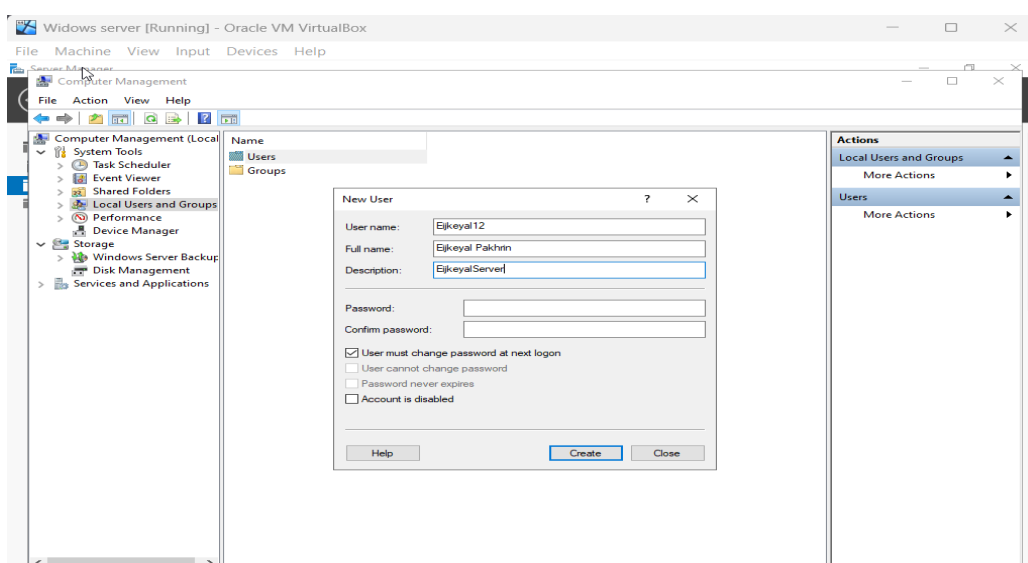 Widows server [Running] - Oracle VM VirtualBox
File Machine View Input Devices Help
Server Manager
Computer Management
File Action View Help
Computer Management (Local
System Tools
Task Scheduler
Event Viewer
Shared Folders
Local Users and Groups
Performance
Device Manager
Storage
Windows Server Backup
Disk Management
Services and Applications
Name
Users
Groups
New User ?
User name: Eijkeyal12
Full name: Eijkeyal Pakhrin
Description: EijkeyalServer
Password:
Confirm password:
User must change password at next logon
User cannot change password
Password never expires
Account is disabled
Help Create Close
Actions
Local Users and Groups
More Actions
Users
More Actions